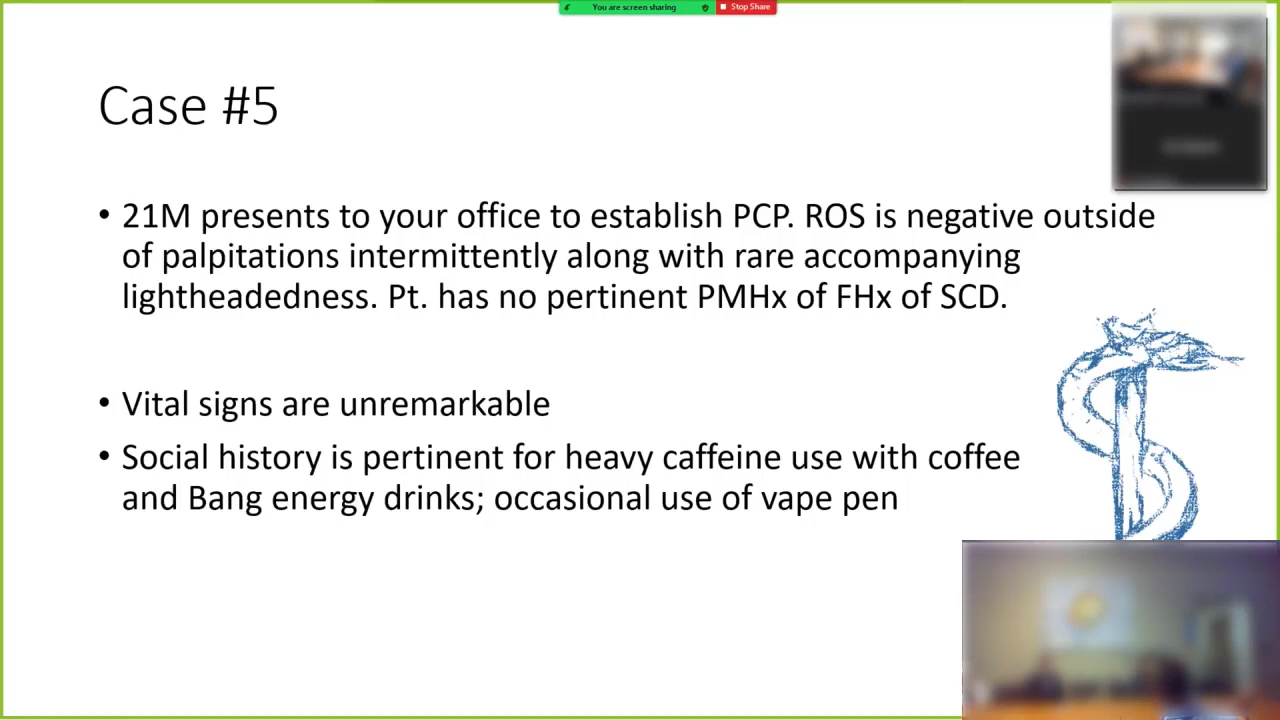 You are screen sharing
Stop Share
Case #5
• 21M presents to your office to establish PCP. ROS is negative outside
of palpitations intermittently along with rare accompanying
lightheadedness. Pt. has no pertinent PMHx of FHx of SCD.
• Vital signs are unremarkable
• Social history is pertinent for heavy caffeine use with coffee
and Bang energy drinks; occasional use of vape pen